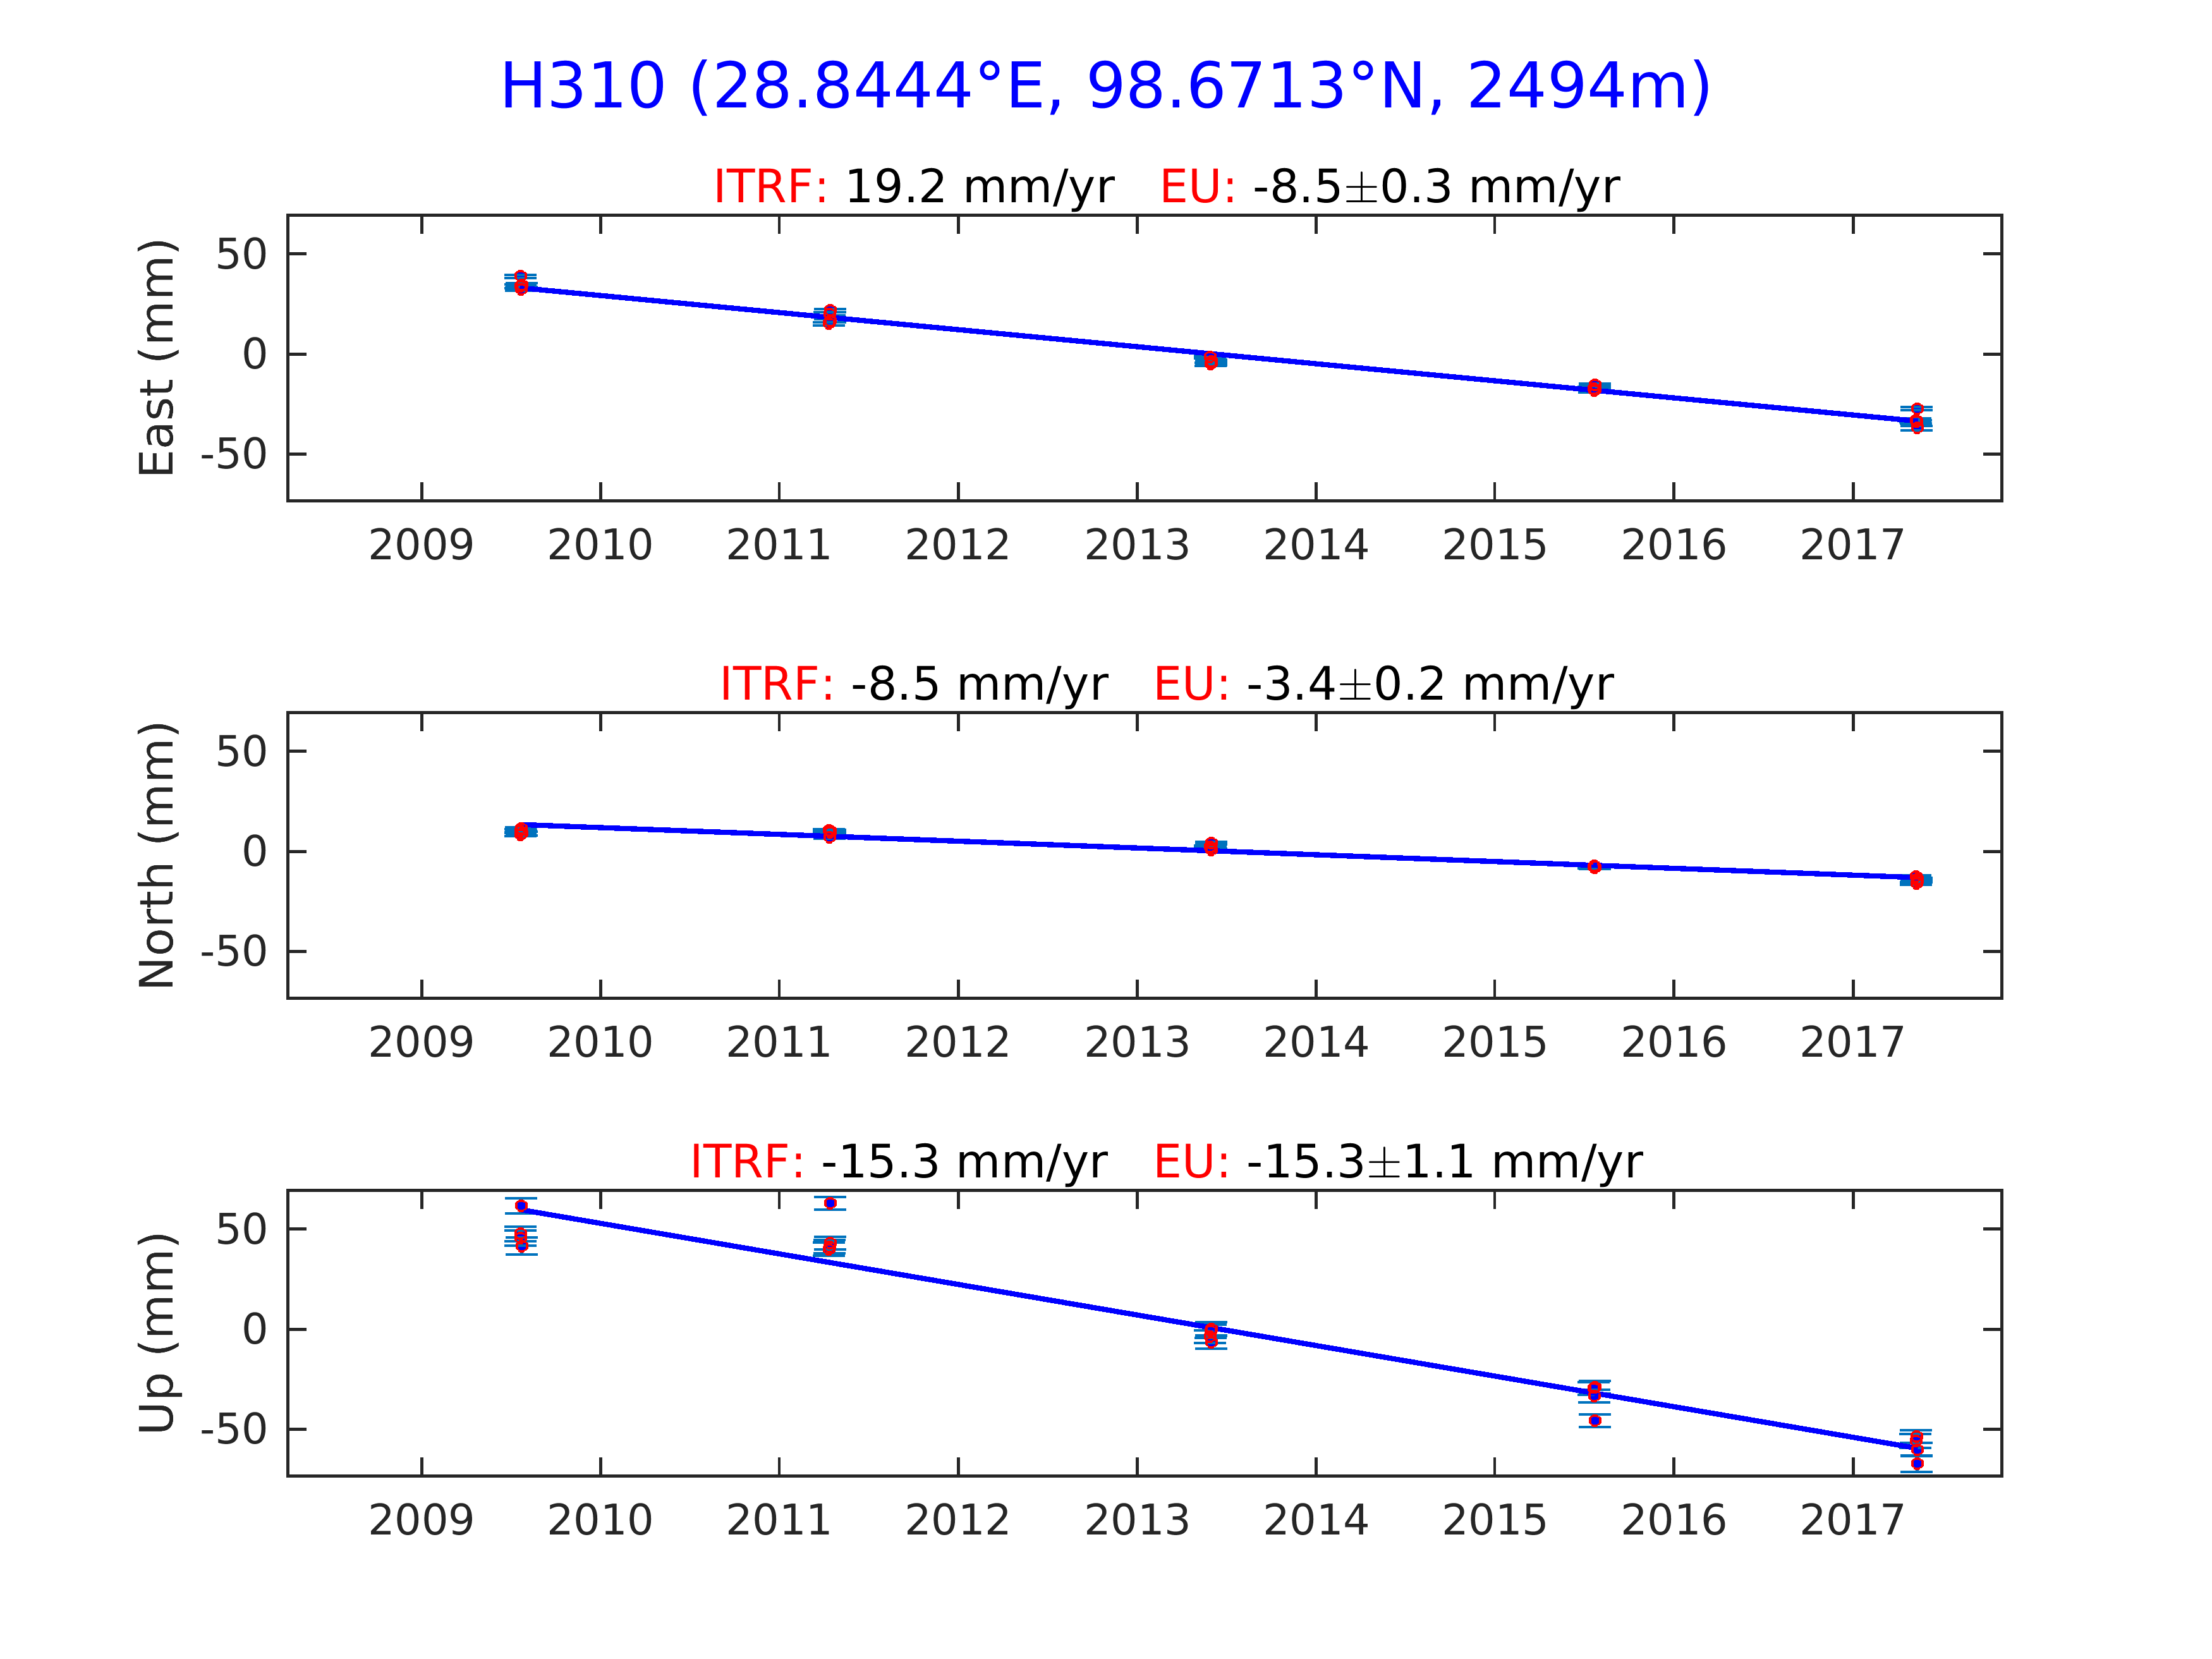 H310 (28.8444°E, 98.6713°N, 2494m)
ITRF: 19.2 mm/yr EU: -8.5±0.3 mm/yr
East (mm)
50
0
-50
2009 2010 2011 2012 2013 2014 2015 2016 2017
ITRF: -8.5 mm/yr EU: -3.4±0.2 mm/yr
North (mm)
50
0
-50
2009 2010 2011 2012 2013 2014 2015 2016 2017
ITRF: -15.3 mm/yr EU: -15.3±1.1 mm/yr
Up (mm)
50
0
-50
2009 2010 2011 2012 2013 2014 2015 2016 2017